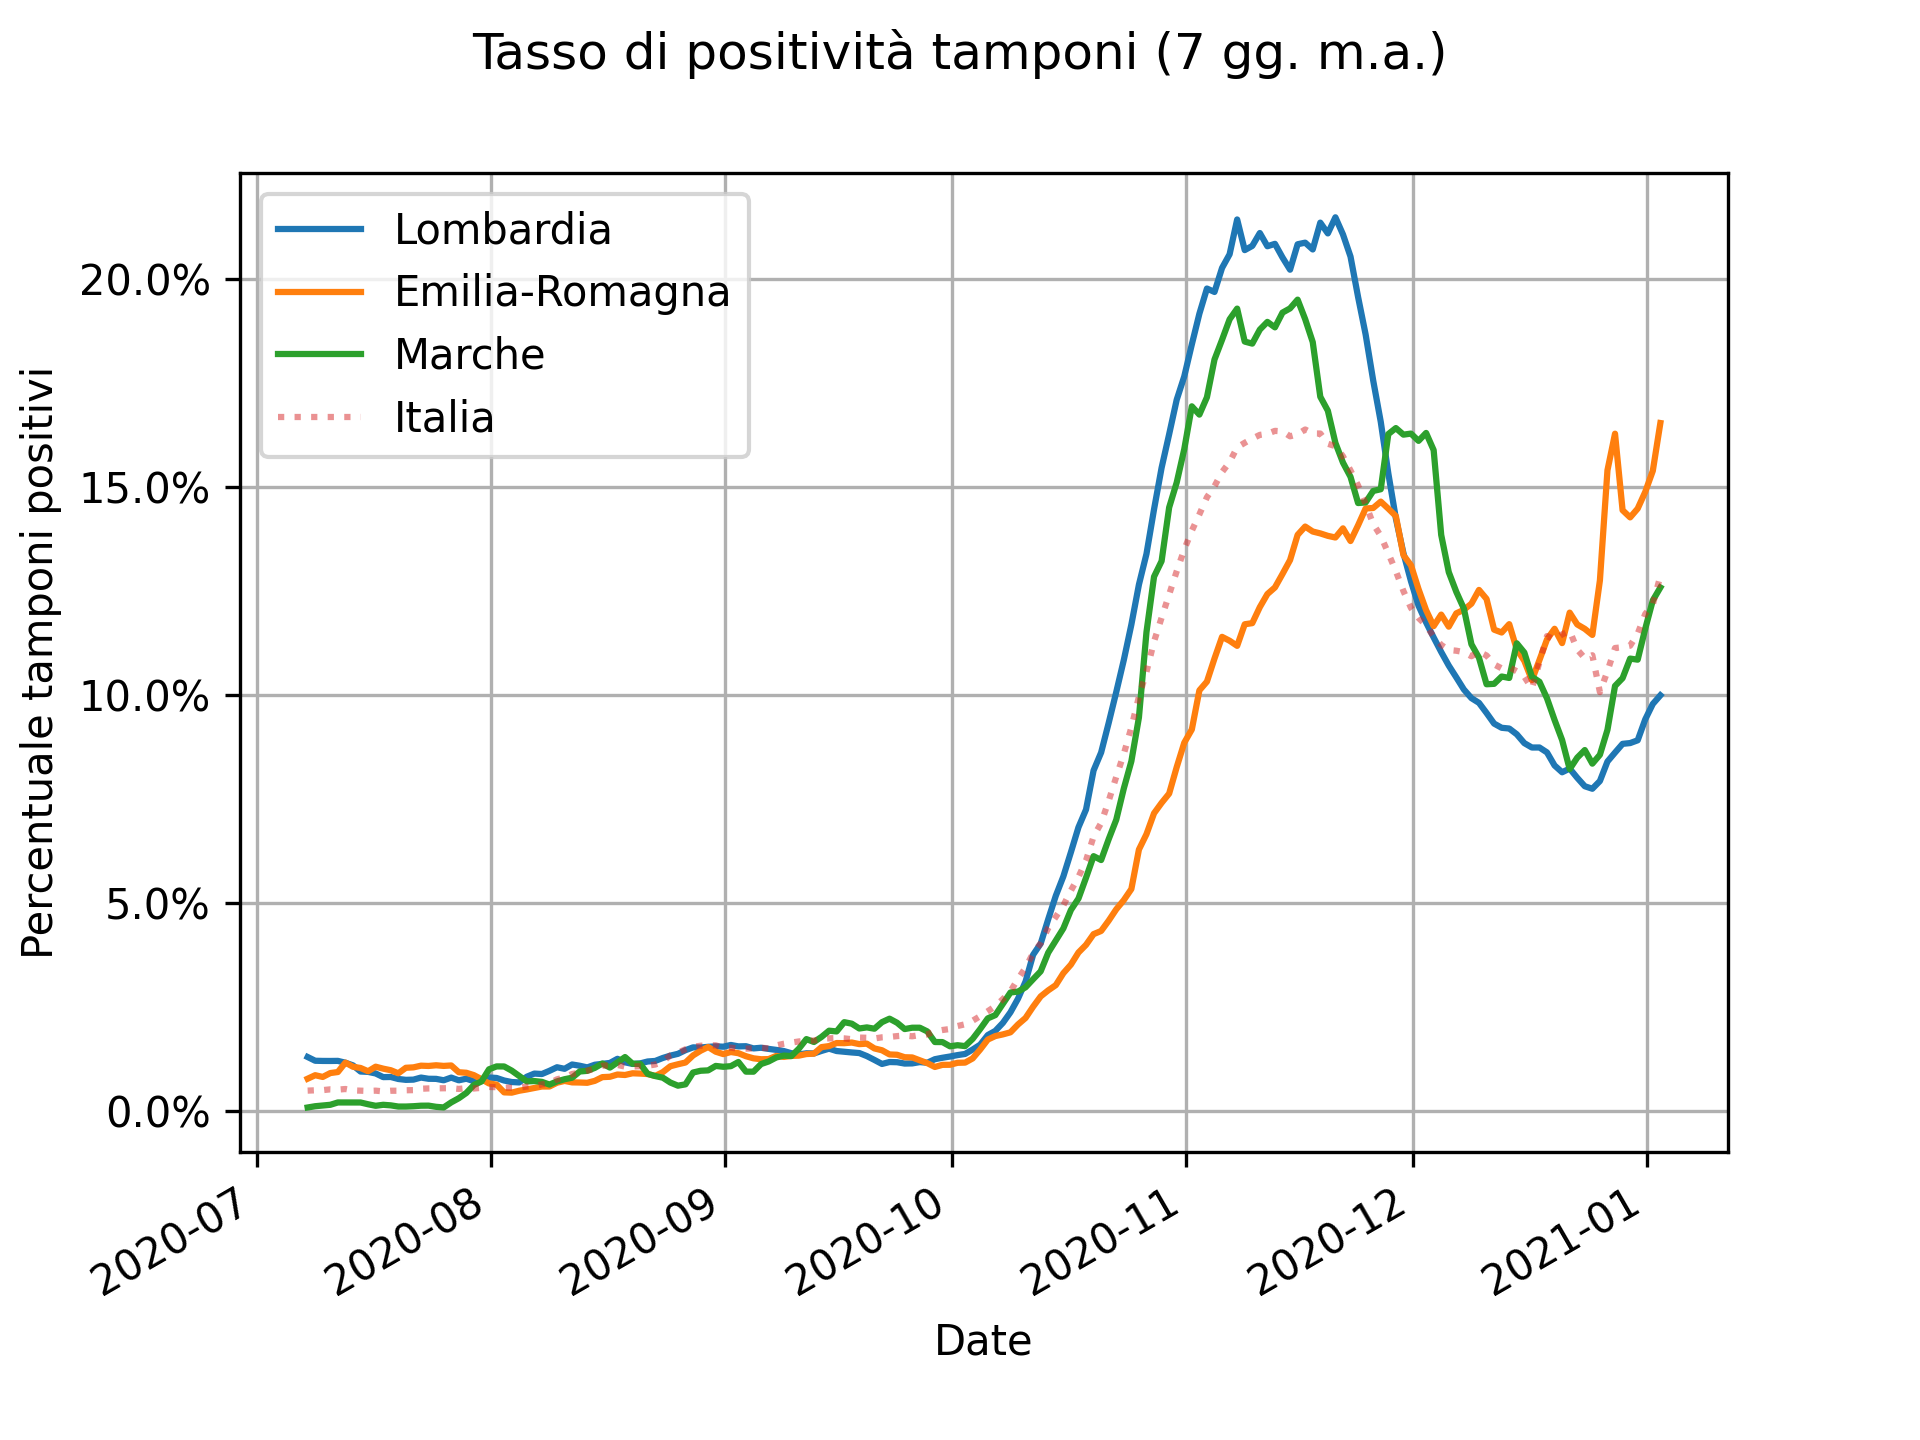 Tasso di positività tamponi (7 gg. m.a.)
Lombardia
Emilia-Romagna
Marche
Italia
Percentuale tamponi positivi
20.0%
15.0%
10.0%
5.0%
0.0%
2020-07
2020-08
2020-09
2020-10
2020-11
2020-12
2021-01
Date